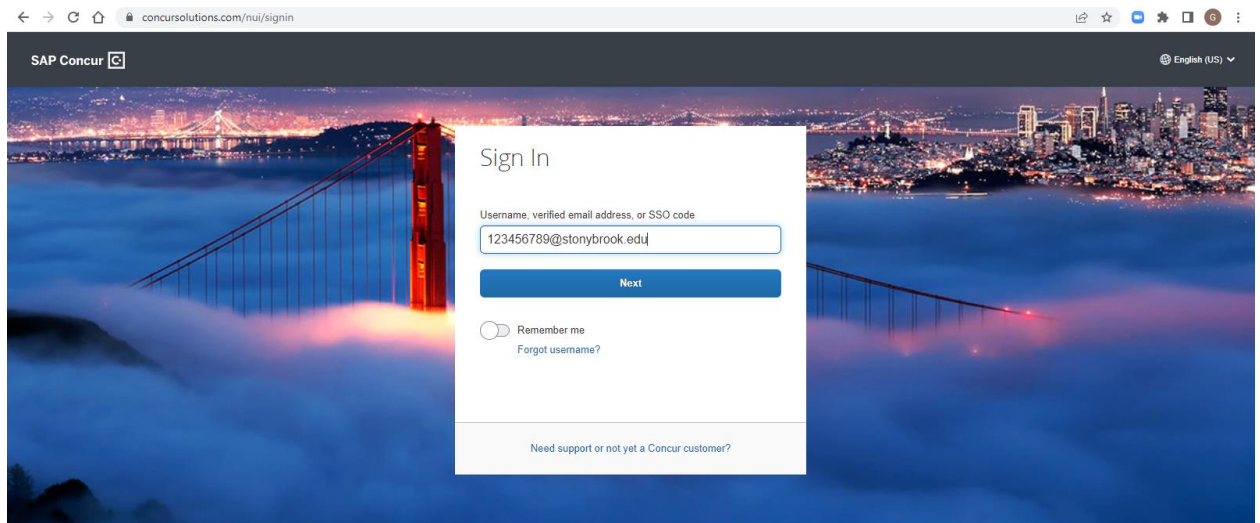 concursolutions.com/nui/signin
G
SAP Concur C
English (US)
Sign In
Username, verified email address, or SSO code
123456789@stonybrook.edu
Next
Remember me
Forgot username?
Need support or not yet a Concur customer?